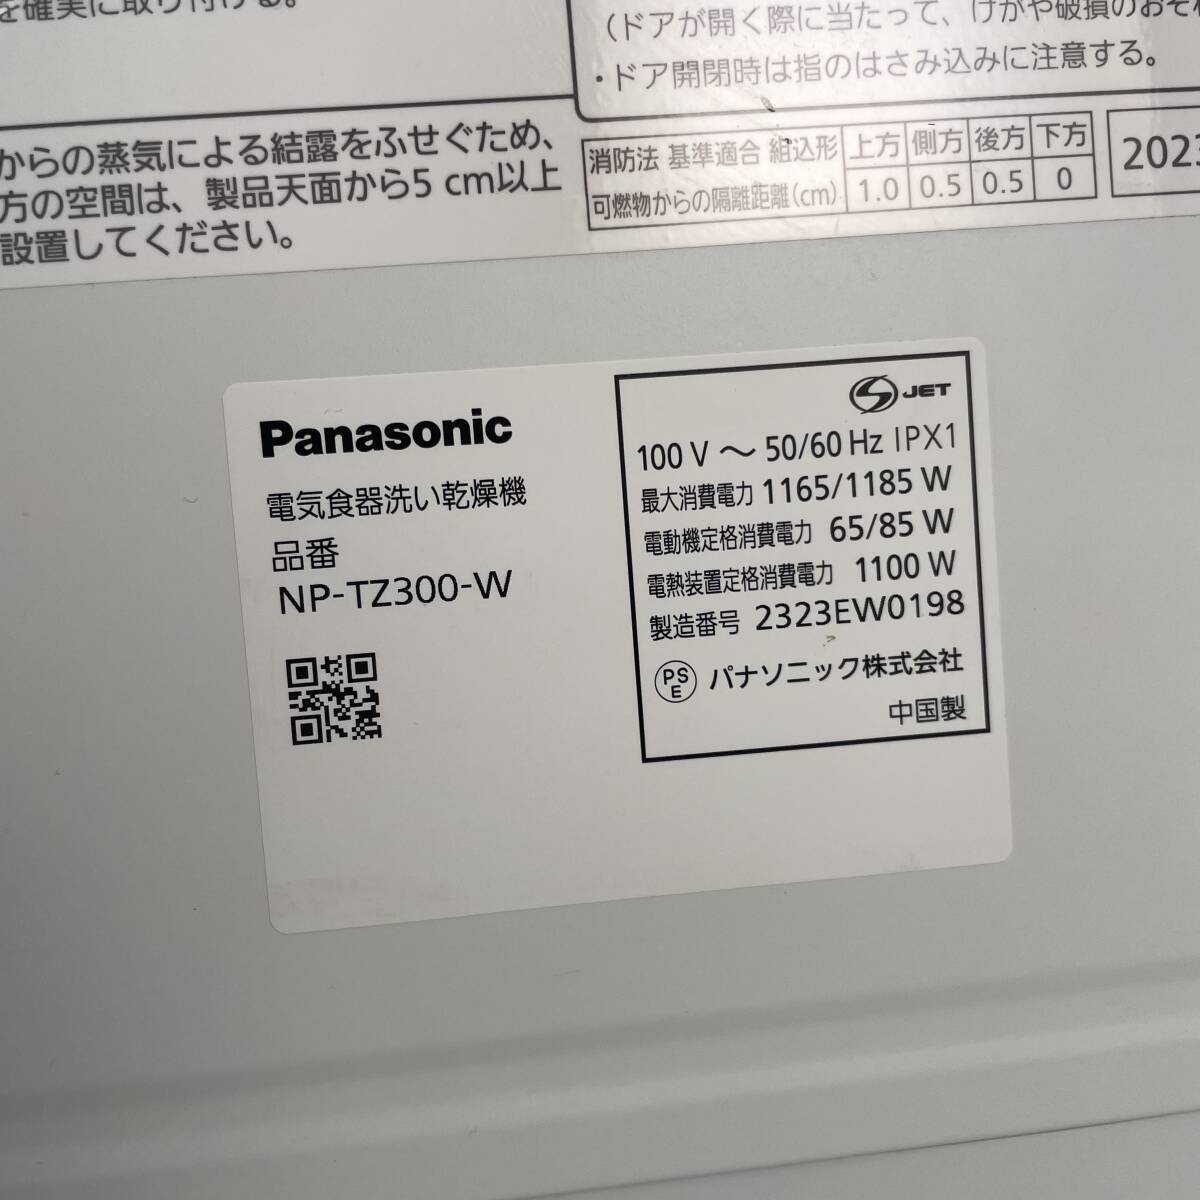 を確実に取り付ける。
(ドアが開く際に当たって、けがや破損のおそれ
・ドア開閉時は指のはさみ込みに注意する。
からの蒸気による結露をふせぐため、
方の空間は、製品天面から5 cm以上
設置してください。
消防法 基準適合 組込形 上方 側方 後方 下方
可燃物からの隔離距離(cm) 1.0 0.5 0.5 0
2023
Panasonic
電気食器洗い乾燥機
品番
NP-TZ300-W
S JET
100 V ～ 50/60 Hz IPX1
最大消費電力 1165/1185 W
電動機定格消費電力 65/85 W
電熱装置定格消費電力 1100 W
製造番号 2323EW0198
PS E パナソニック株式会社
中国製